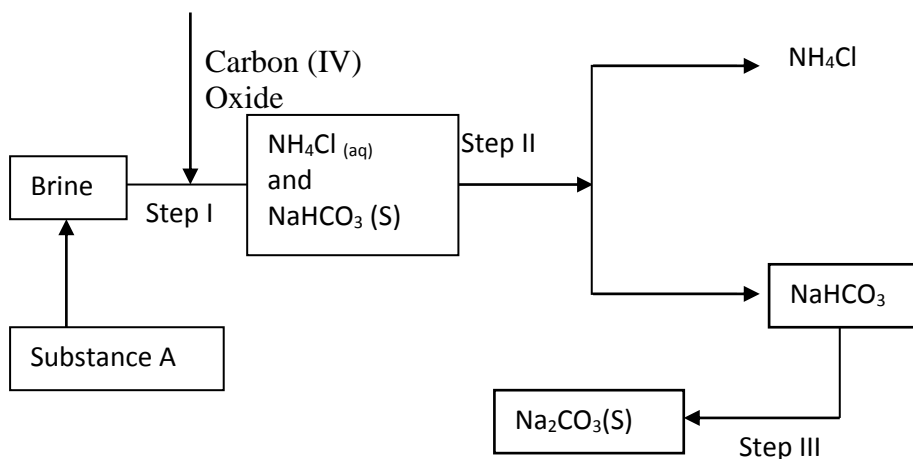 Carbon (IV)
Oxide
NH₄Cl
NH₄Cl (aq)
and
NaHCO₃ (S)
Step II
Brine
Step I
NaHCO₃
Substance A
Na₂CO₃(S)
Step III